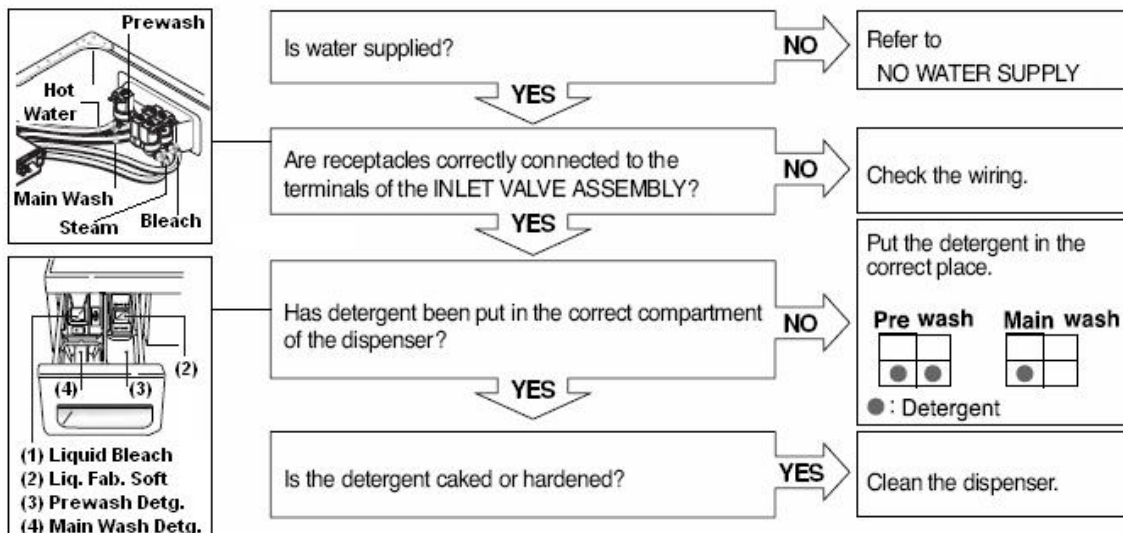 Prewash
Hot
Water
Main Wash
Steam
Bleach
Is water supplied?
NO
Refer to
NO WATER SUPPLY
YES
Are receptacles correctly connected to the
terminals of the INLET VALVE ASSEMBLY?
NO
Check the wiring.
YES
(2)
(4)
(3)
(1) Liquid Bleach
(2) Liq. Fab. Soft
(3) Prewash Detg.
(4) Main Wash Detg.
Has detergent been put in the correct compartment
of the dispenser?
NO
Put the detergent in the
correct place.
Pre wash
Main wash
: Detergent
YES
Is the detergent caked or hardened?
YES
Clean the dispenser.